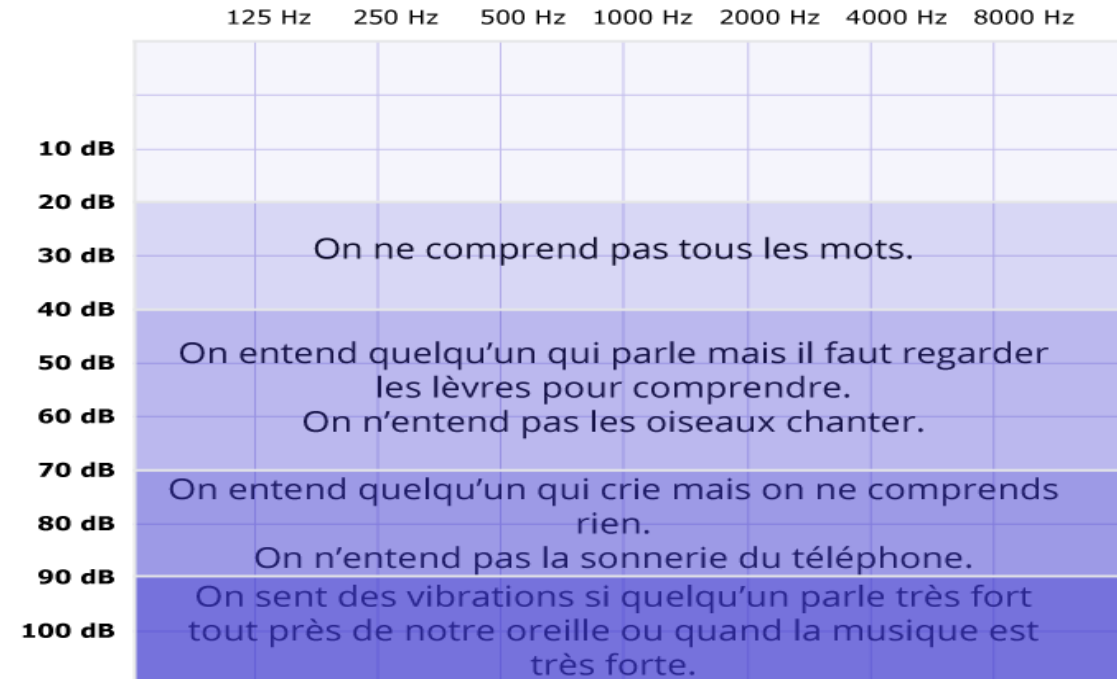 125 Hz 250 Hz 500 Hz 1000 Hz 2000 Hz 4000 Hz 8000 Hz
10 dB
20 dB
On ne comprend pas tous les mots.
30 dB
40 dB
On entend quelqu’un qui parle mais il faut regarder
50 dB
les lèvres pour comprendre.
60 dB
On n’entend pas les oiseaux chanter.
70 dB
On entend quelqu’un qui crie mais on ne comprends
80 dB
rien.
On n’entend pas la sonnerie du téléphone.
90 dB
On sent des vibrations si quelqu’un parle très fort
100 dB
tout près de notre oreille ou quand la musique est
très forte.